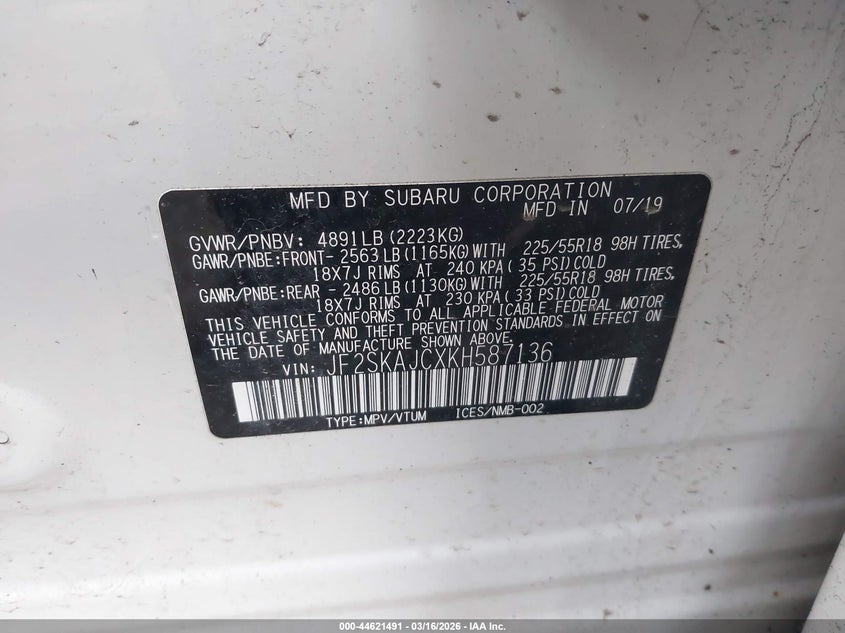 MFD BY SUBARU CORPORATION
MFD IN 07/19
GVWR/PNBV: 4891LB(2223KG)
GAWR/PNBE:FRONT- 2563LB(1165KG)WITH 225/55R18 98H TIRES,
18X7J RIMS AT 240 KPA(35 PSI)COLD
GAWR/PNBE:REAR - 2486LB(1130KG)WITH 225/55R18 98H TIRES,
18X7J RIMS AT 230 KPA(33 PSI)COLD
THIS VEHICLE CONFORMS TO ALL APPLICABLE FEDERAL MOTOR
VEHICLE SAFETY AND THEFT PREVENTION STANDARDS IN EFFECT ON
THE DATE OF MANUFACTURE SHOWN ABOVE.
VIN: JF2SKAJCXKH587136
TYPE:MPV/VTUM ICES/NMB-002
000-44621491 - 03/16/2026 - IAA Inc.